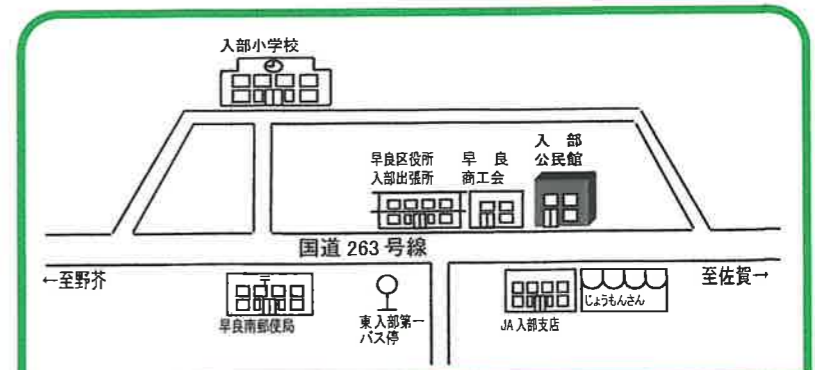 入部小学校
入 部
公民館
早良区役所
入部出張所
早 良
商工会
国道 263 号線
←至野芥
至佐賀→
早良南郵便局
東入部第一
バス停
JA 入部支店
じょうもんさん